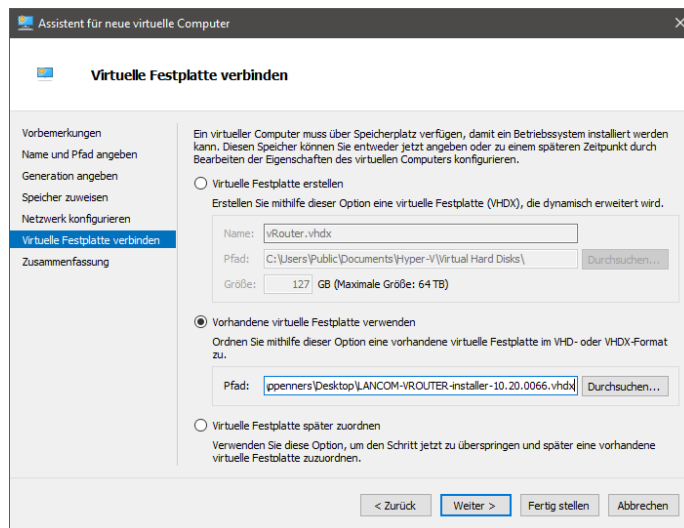 Assistent für neue virtuelle Computer
Virtuelle Festplatte verbinden
Vorbemerkungen
Name und Pfad angeben
Generation angeben
Speicher zuweisen
Netzwerk konfigurieren
Virtuelle Festplatte verbinden
Zusammenfassung
Ein virtueller Computer muss über Speicherplatz verfügen, damit ein Betriebssystem installiert werden
kann. Diesen Speicher können Sie entweder jetzt angeben oder zu einem späteren Zeitpunkt durch
Bearbeiten der Eigenschaften des virtuellen Computers konfigurieren.
Virtuelle Festplatte erstellen
Erstellen Sie mithilfe dieser Option eine virtuelle Festplatte (VHDX), die dynamisch erweitert wird.
Name: vRouter.vhdx
Pfad: C:\Users\Public\Documents\Hyper-V\Virtual Hard Disks\ Durchsuchen...
Größe: 127 GB (Maximale Größe: 64 TB)
Vorhandene virtuelle Festplatte verwenden
Ordnen Sie mithilfe dieser Option eine vorhandene virtuelle Festplatte im VHD- oder VHDX-Format
zu.
Pfad: ppenners\Desktop\LANCOM-VROUTER-installer-10.20.0066.vhdx Durchsuchen...
Virtuelle Festplatte später zuordnen
Verwenden Sie diese Option, um den Schritt jetzt zu überspringen und später eine vorhandene
virtuelle Festplatte zuzuordnen.
< Zurück Weiter > Fertig stellen Abbrechen